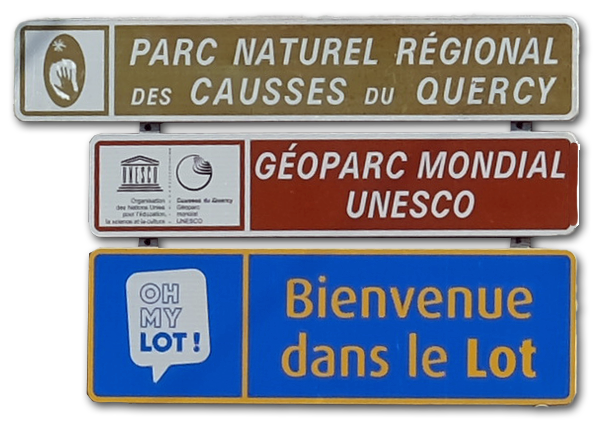 PARC NATUREL RÉGIONAL
DES CAUSSES DU QUERCY
UNESCO
Organisation
des Nations Unies
pour l'éducation,
la science et la culture
Causses du Quercy
Géoparc
mondial
UNESCO
GÉOPARC MONDIAL
UNESCO
OH
MY
LOT !
Bienvenue
dans le Lot